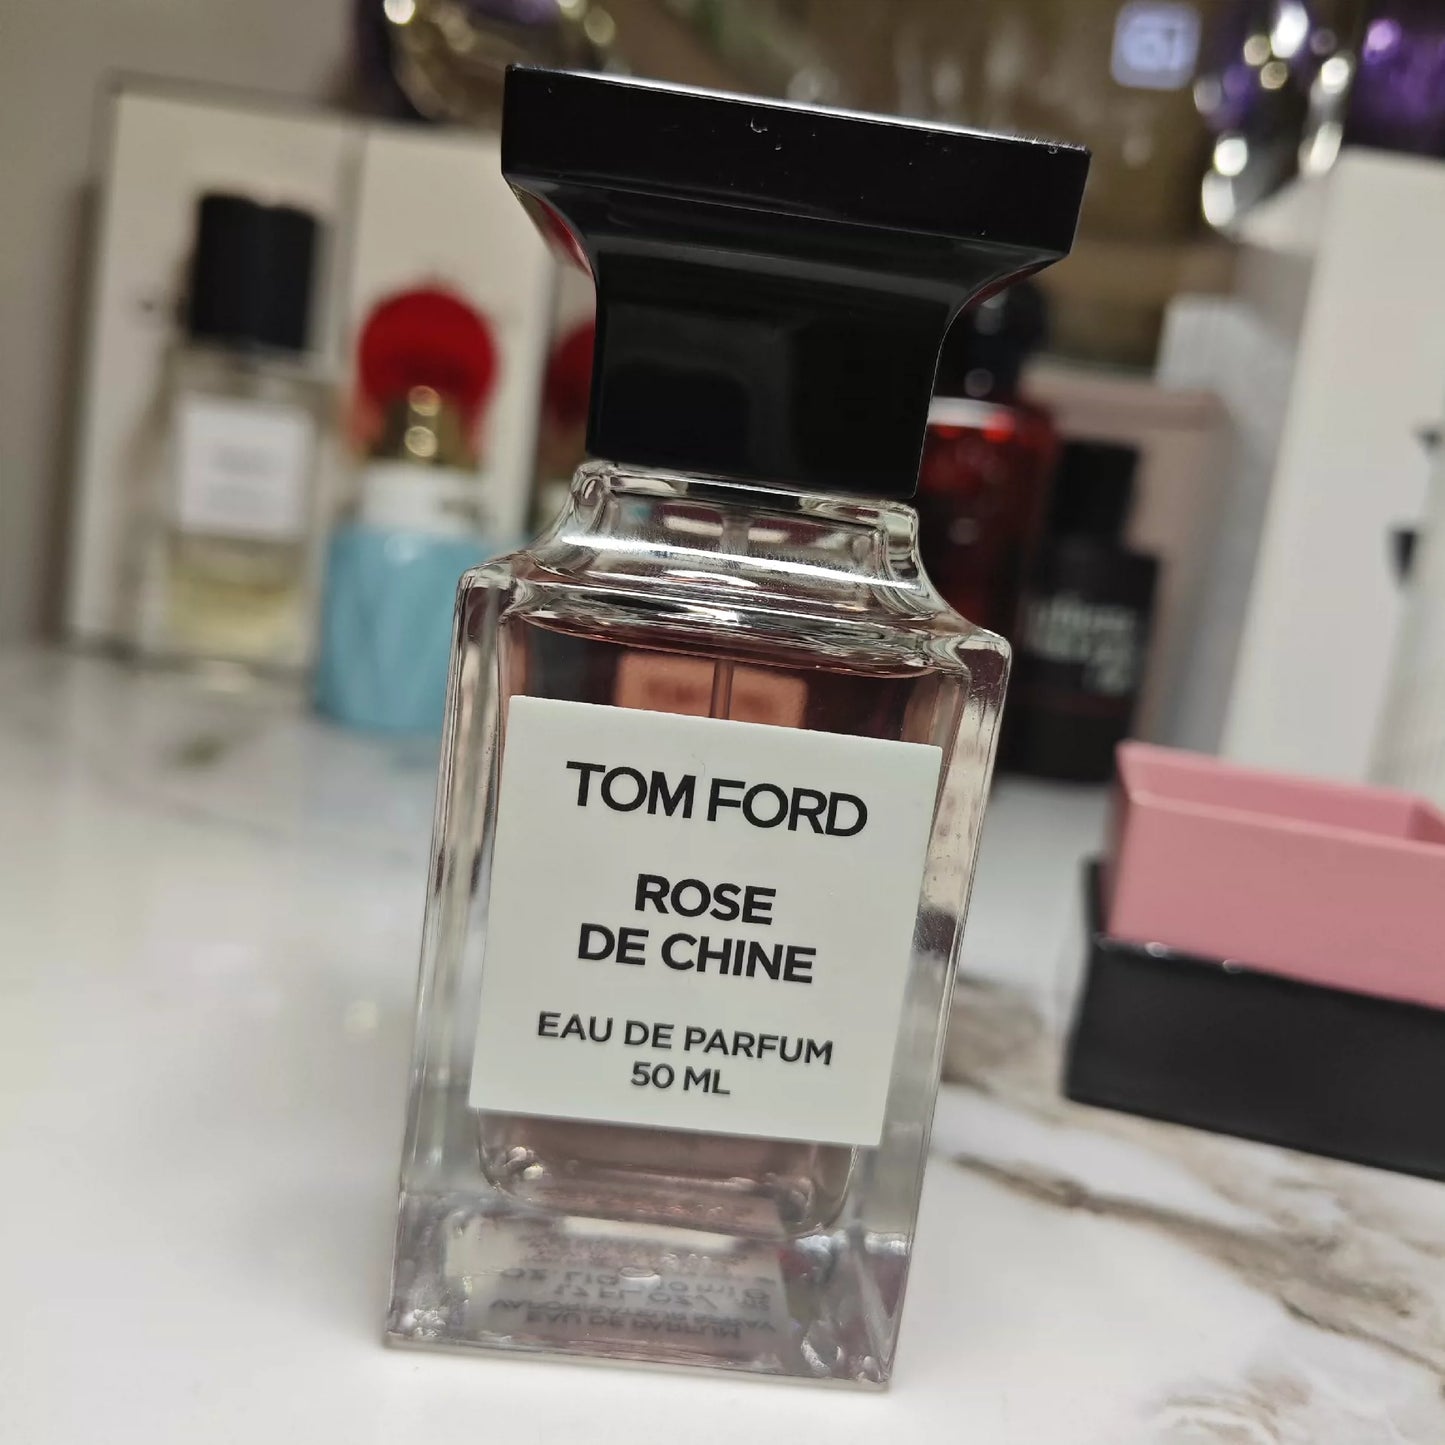 TOM FORD
ROSE
DE CHINE
EAU DE PARFUM
50 ML